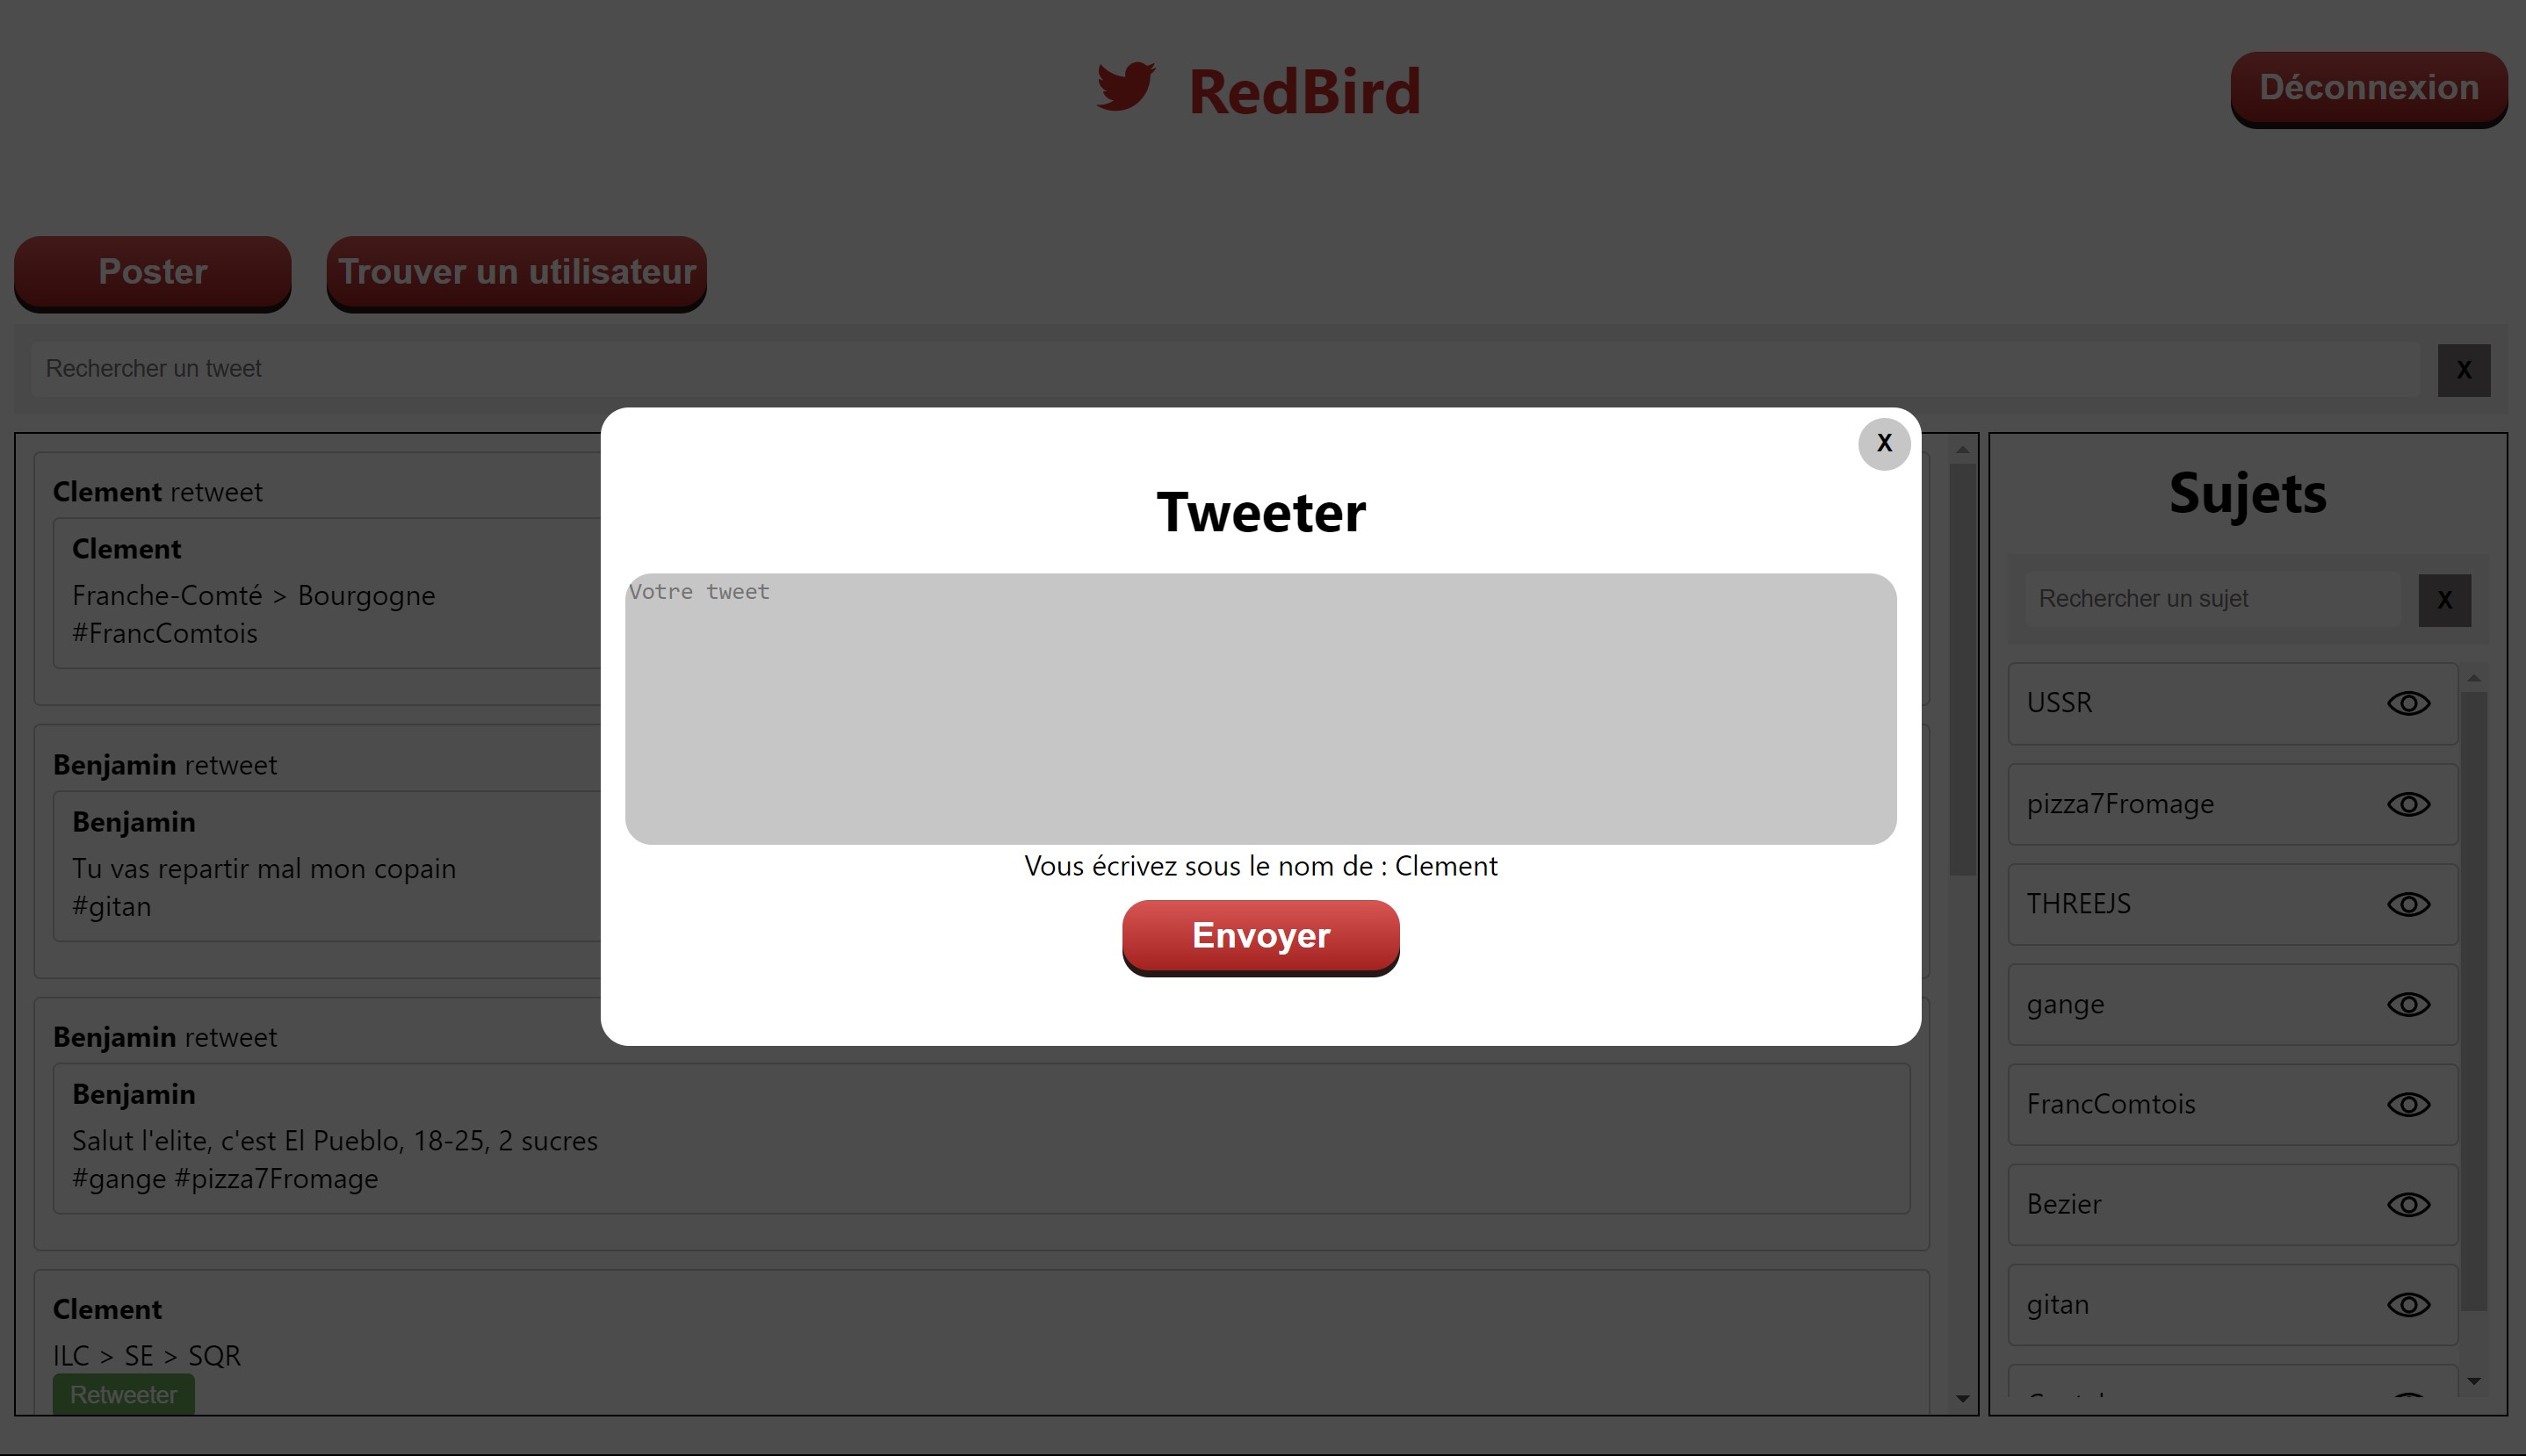 RedBird
Déconnexion
Poster
Trouver un utilisateur
Rechercher un tweet
X
Clement retweet
Clement
Franche-Comté > Bourgogne
#FrancComtois
Benjamin retweet
Benjamin
Tu vas repartir mal mon copain
#gitan
Benjamin retweet
Benjamin
Salut l'elite, c'est El Pueblo, 18-25, 2 sucres
#gange #pizza7Fromage
Clement
ILC > SE > SQR
Retweeter
X
Tweeter
Votre tweet
Vous écrivez sous le nom de : Clement
Envoyer
Sujets
Rechercher un sujet
X
USSR
pizza7Fromage
THREEJS
gange
FrancComtois
Bezier
gitan